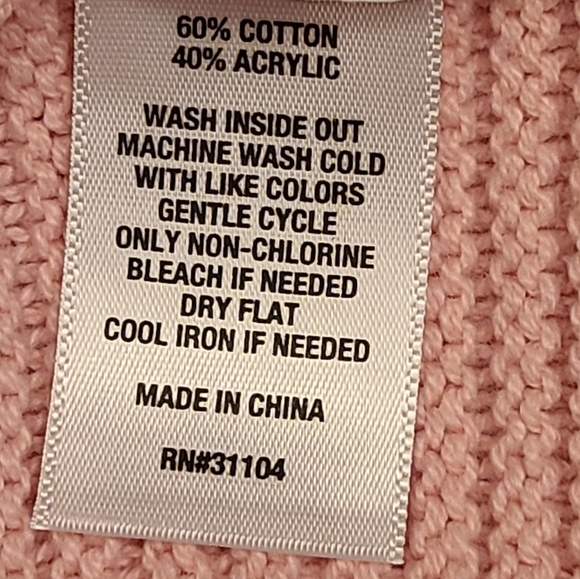 60% COTTON
40% ACRYLIC
WASH INSIDE OUT
MACHINE WASH COLD
WITH LIKE COLORS
GENTLE CYCLE
ONLY NON-CHLORINE
BLEACH IF NEEDED
DRY FLAT
COOL IRON IF NEEDED
MADE IN CHINA
RN#31104